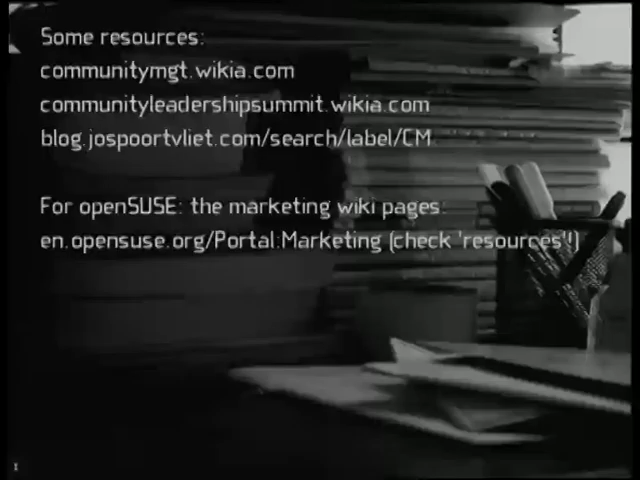 Some resources:
communitymgt.wikia.com
communityleadershipsummit.wikia.com
blog.jospoortvliet.com/search/label/CM
For openSUSE: the marketing wiki pages:
en.opensuse.org/Portal:Marketing (check 'resources'!)